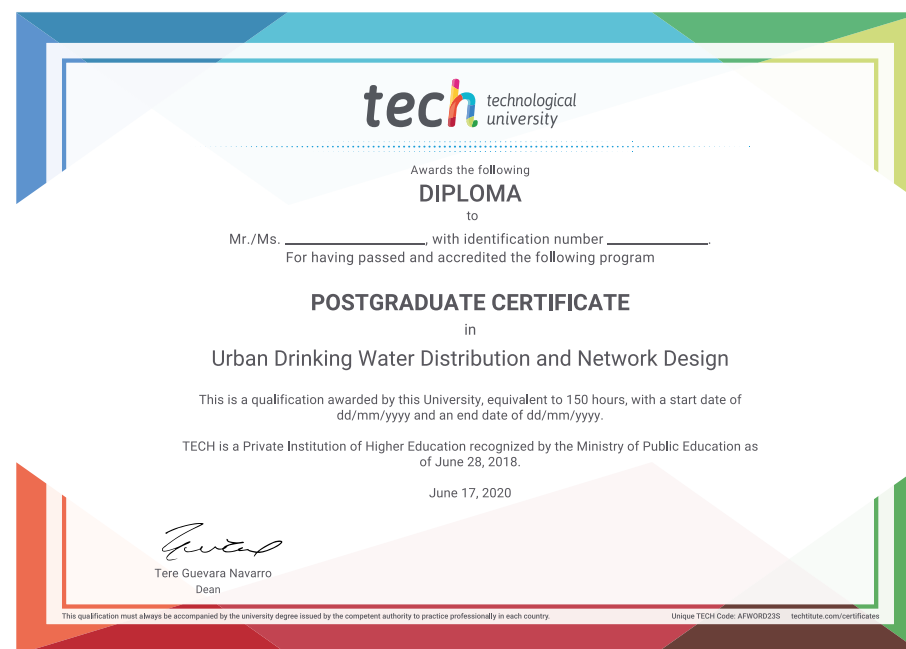 tech technological
university
Awards the following
DIPLOMA
to
Mr./Ms. ____________________, with identification number ______________.
For having passed and accredited the following program
POSTGRADUATE CERTIFICATE
in
Urban Drinking Water Distribution and Network Design
This is a qualification awarded by this University, equivalent to 150 hours, with a start date of
dd/mm/yyyy and an end date of dd/mm/yyyy.
TECH is a Private Institution of Higher Education recognized by the Ministry of Public Education as
of June 28, 2018.
June 17, 2020
Tere Guevara Navarro
Dean
This qualification must always be accompanied by the university degree issued by the competent authority to practice professionally in each country. Unique TECH Code: AFWORD23S techtitute.com/certificates